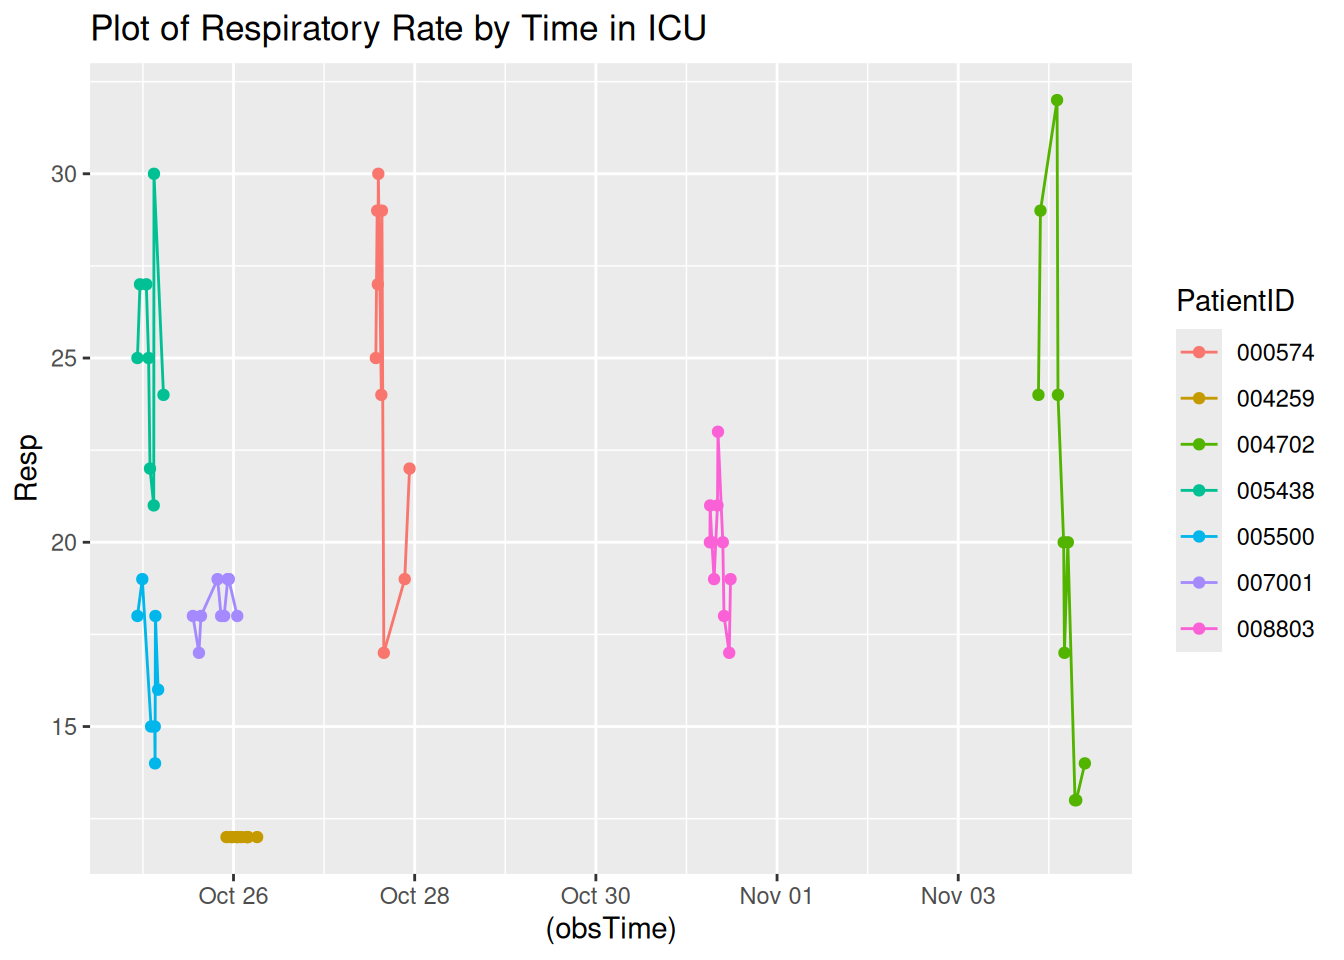 Plot of Respiratory Rate by Time in ICU
Resp
30
25
20
15
Oct 26
Oct 28
Oct 30
Nov 01
Nov 03
(obsTime)
PatientID
000574
004259
004702
005438
005500
007001
008803